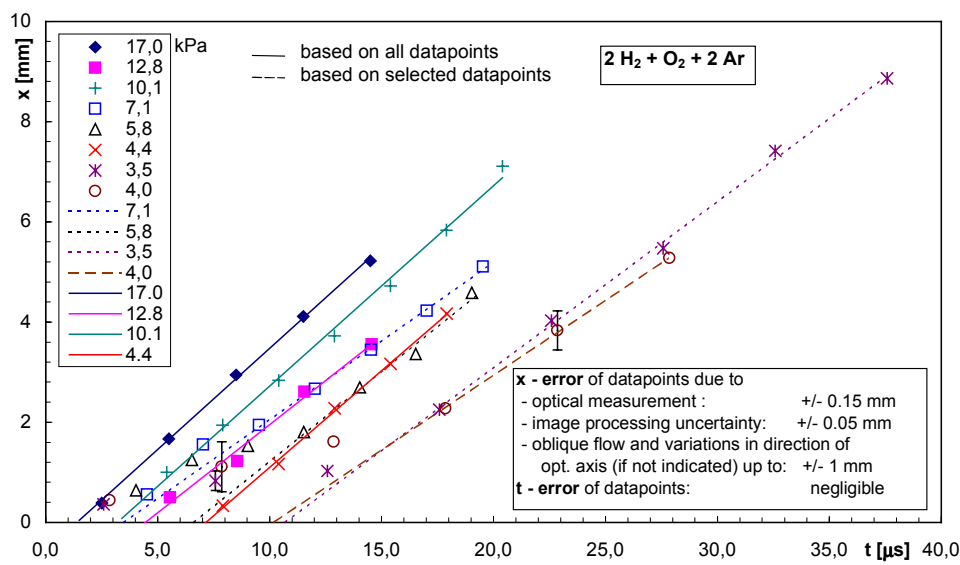 10
8
6
4
2
0
x [mm]
17,0 kPa
12,8
10,1
7,1
5,8
4,4
3,5
4,0
7,1
5,8
3,5
4,0
17.0
12.8
10.1
4.4
based on all datapoints
based on selected datapoints
2 H₂ + O₂ + 2 Ar
x - error of datapoints due to
- optical measurement : +/- 0.15 mm
- image processing uncertainty: +/- 0.05 mm
- oblique flow and variations in direction of
opt. axis (if not indicated) up to: +/- 1 mm
t - error of datapoints: negligible
0,0 5,0 10,0 15,0 20,0 25,0 30,0 35,0 t [µs] 40,0